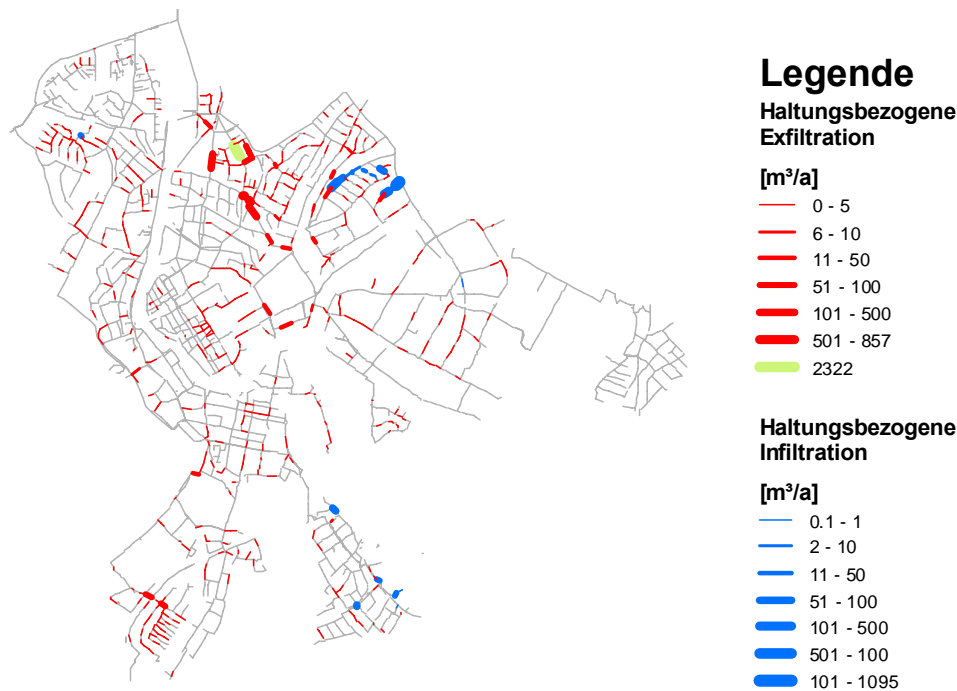 Legende
Haltungsbezogene
Exfiltration
[m³/a]
0 - 5
6 - 10
11 - 50
51 - 100
101 - 500
501 - 857
2322
Haltungsbezogene
Infiltration
[m³/a]
0.1 - 1
2 - 10
11 - 50
51 - 100
101 - 500
501 - 100
101 - 1095